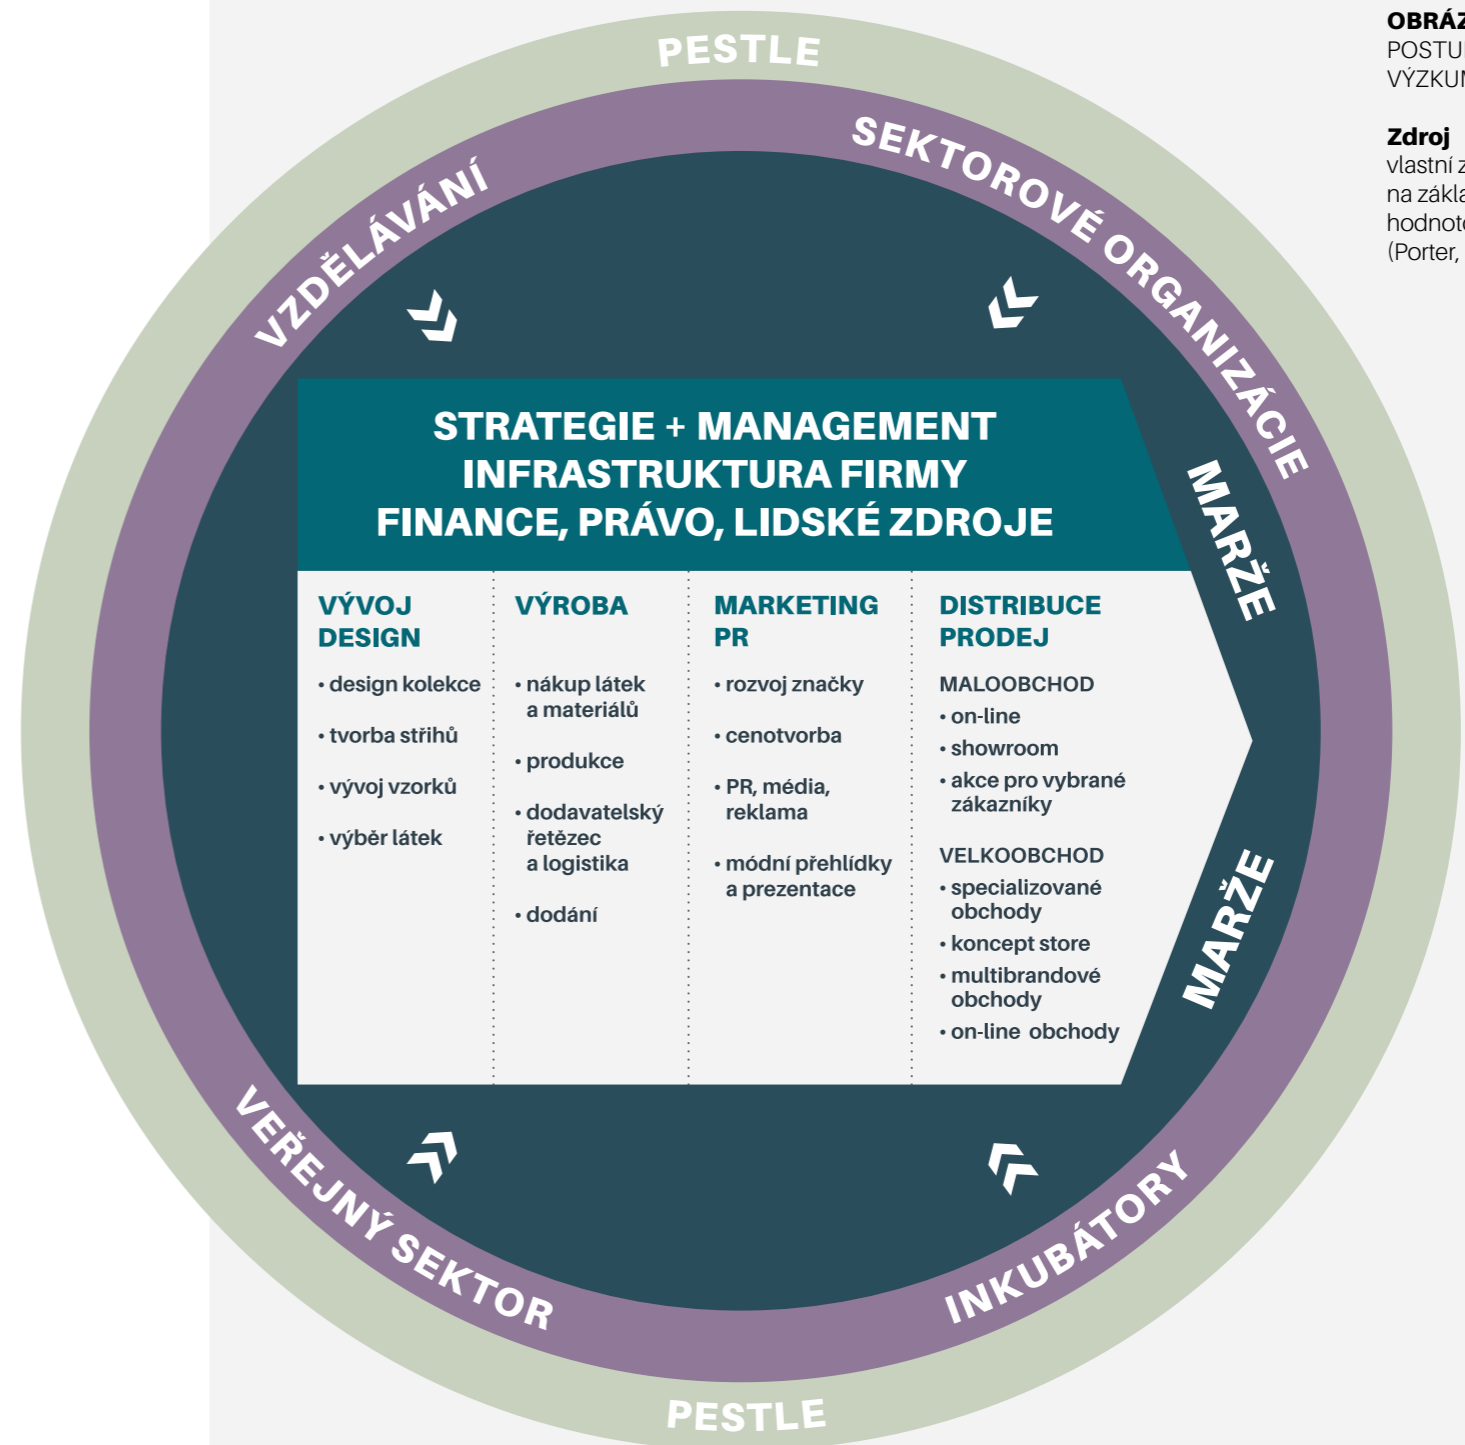 PESTLE
VZDĚLÁVÁNÍ
SEKTOROVÉ ORGANIZÁCIE
STRATEGIE + MANAGEMENT
INFRASTRUKTURA FIRMY
FINANCE, PRÁVO, LIDSKÉ ZDROJE
MARŽE
MARŽE
VÝVOJ
DESIGN
• design kolekce
• tvorba střihů
• vývoj vzorků
• výběr látek
VÝROBA
• nákup látek
a materiálů
• produkce
• dodavatelský
řetězec
a logistika
• dodání
MARKETING
PR
• rozvoj značky
• cenotvorba
• PR, média,
reklama
• módní přehlídky
a prezentace
DISTRIBUCE
PRODEJ
MALOOBCHOD
• on-line
• showroom
• akce pro vybrané
zákazníky
VELKOOBCHOD
• specializované
obchody
• koncept store
• multibrandové
obchody
• on-line obchody
VEŘEJNÝ SEKTOR
INKUBÁTORY
PESTLE
Zdroj
vlastní
na
(Porter,